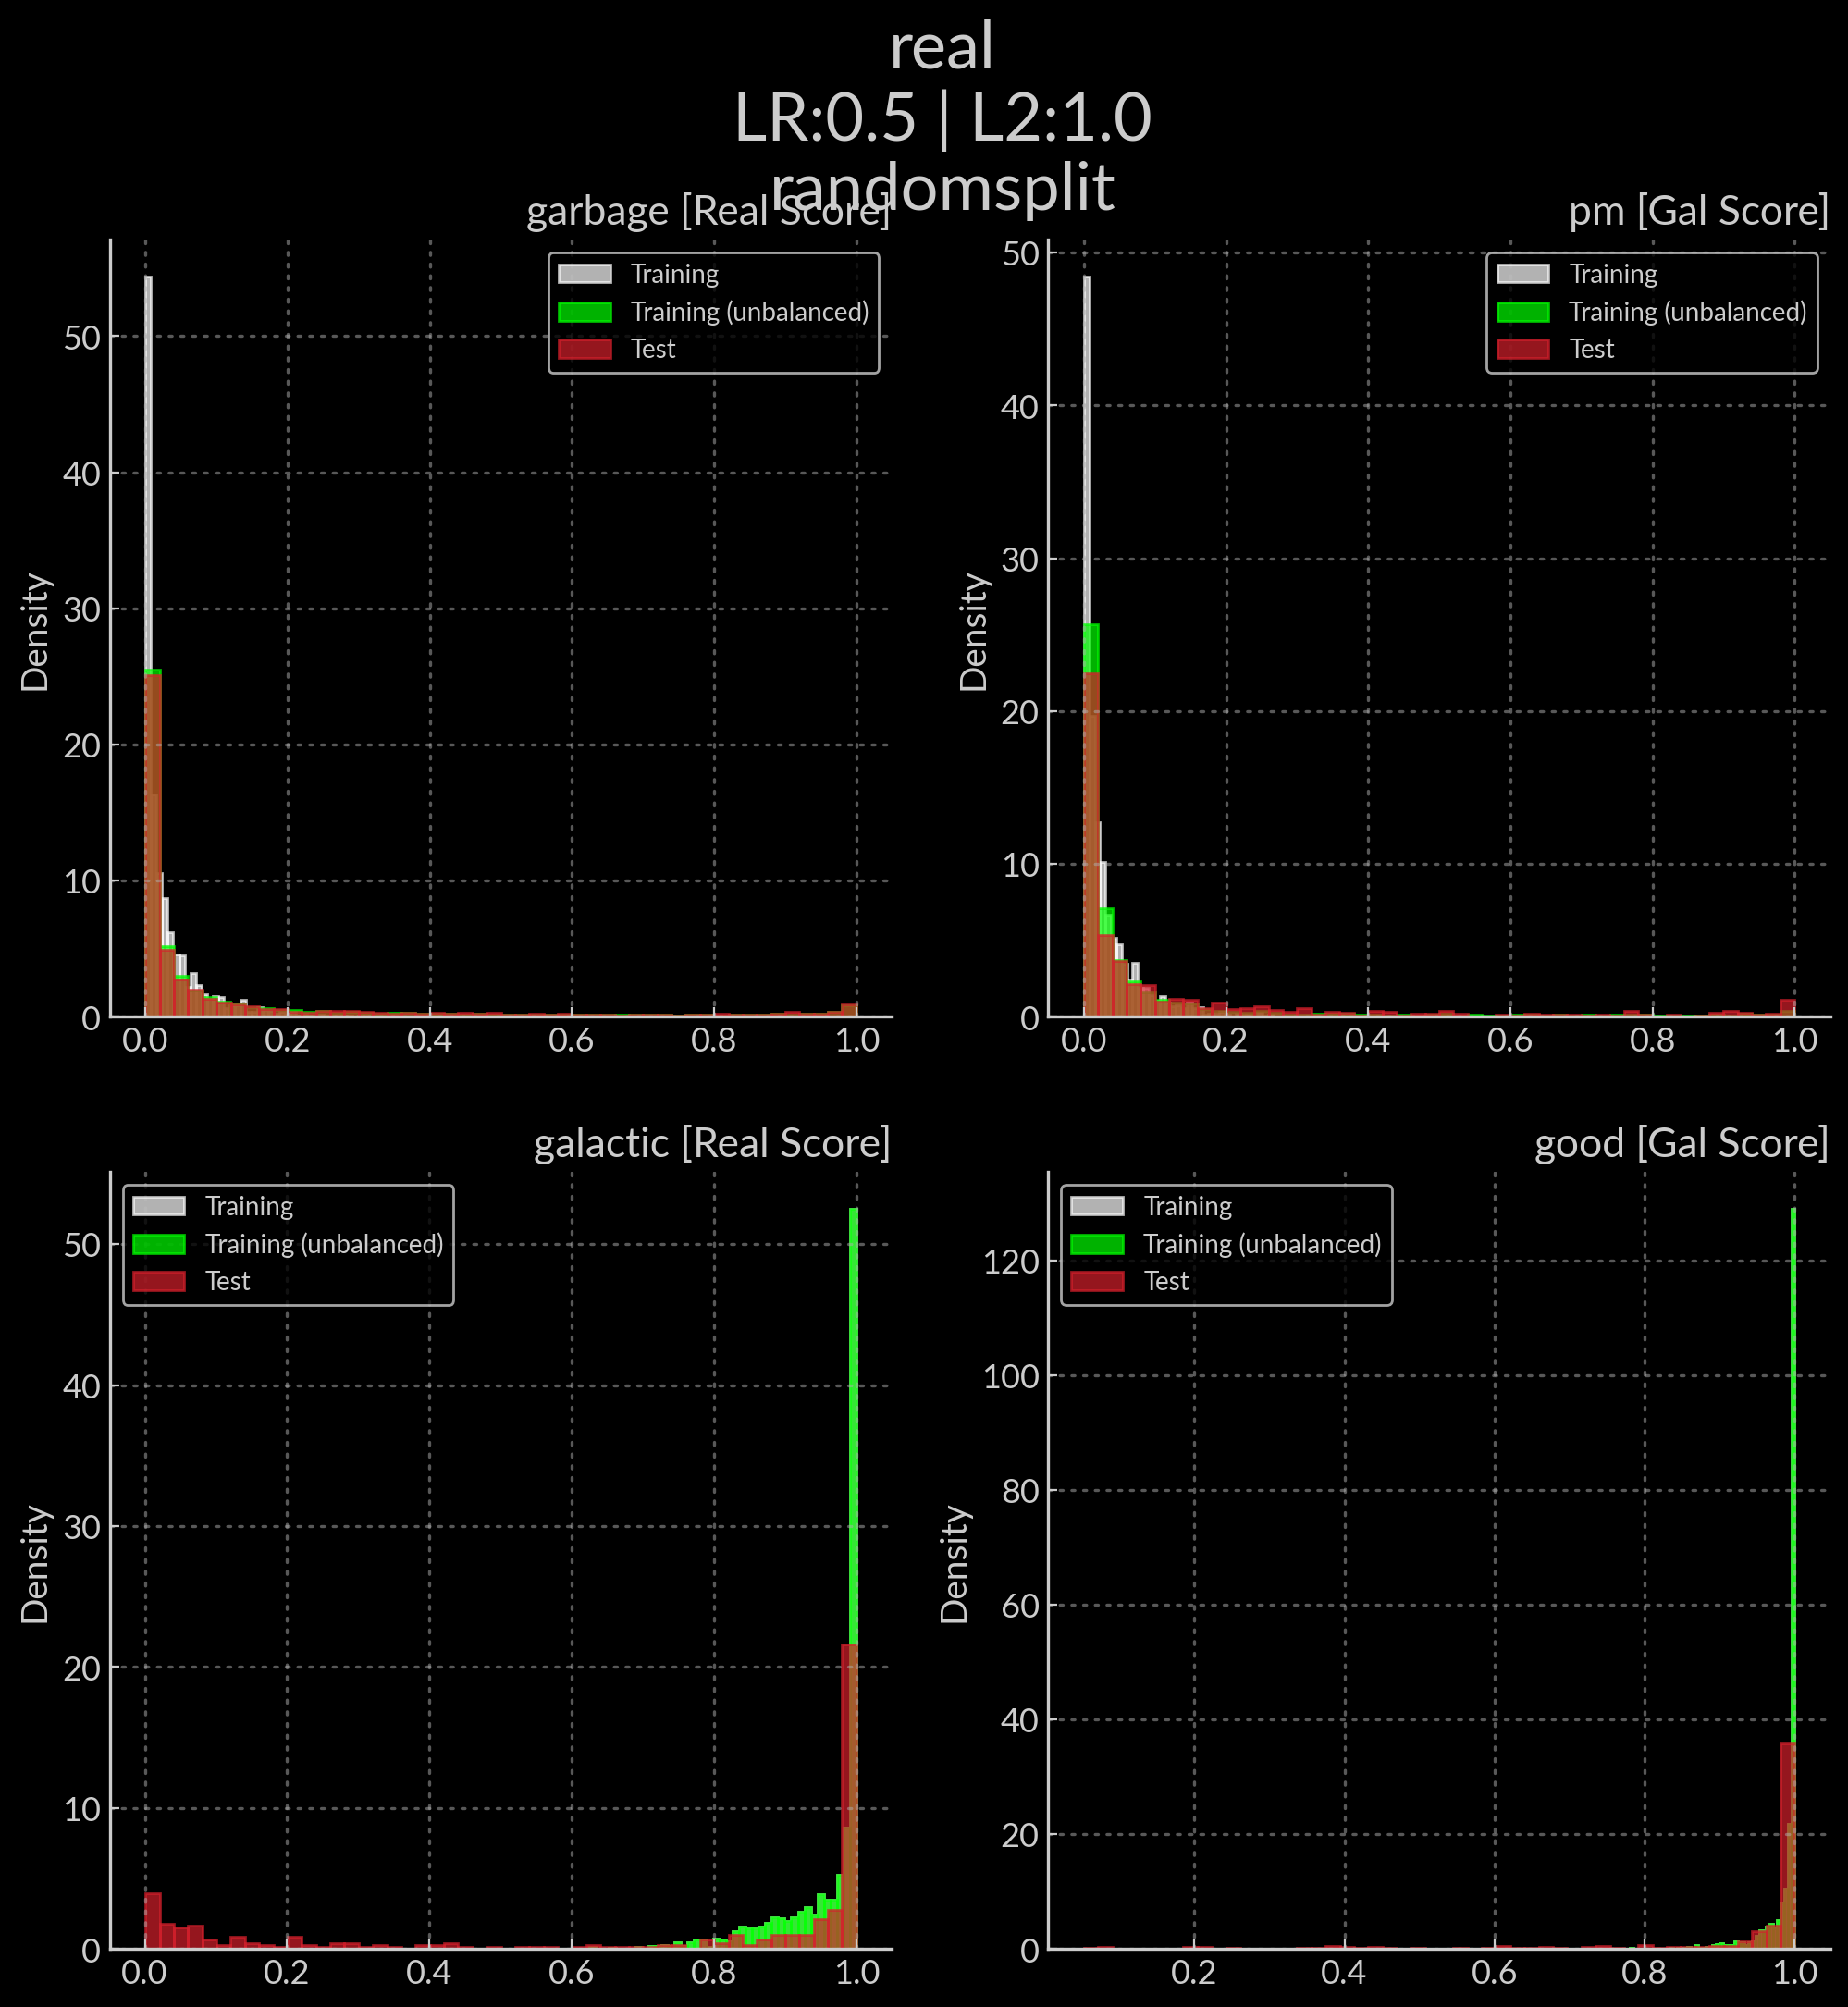 real
LR:0.5 | L2:1.0
randomsplit
garbage [Real Score]
Training
Training (unbalanced)
Test
Density
50
40
30
20
10
0
0.0 0.2 0.4 0.6 0.8 1.0
pm [Gal Score]
Training
Training (unbalanced)
Test
Density
50
40
30
20
10
0
0.0 0.2 0.4 0.6 0.8 1.0
galactic [Real Score]
Training
Training (unbalanced)
Test
Density
50
40
30
20
10
0
0.0 0.2 0.4 0.6 0.8 1.0
good [Gal Score]
Training
Training (unbalanced)
Test
Density
120
100
80
60
40
20
0
0.2 0.4 0.6 0.8 1.0